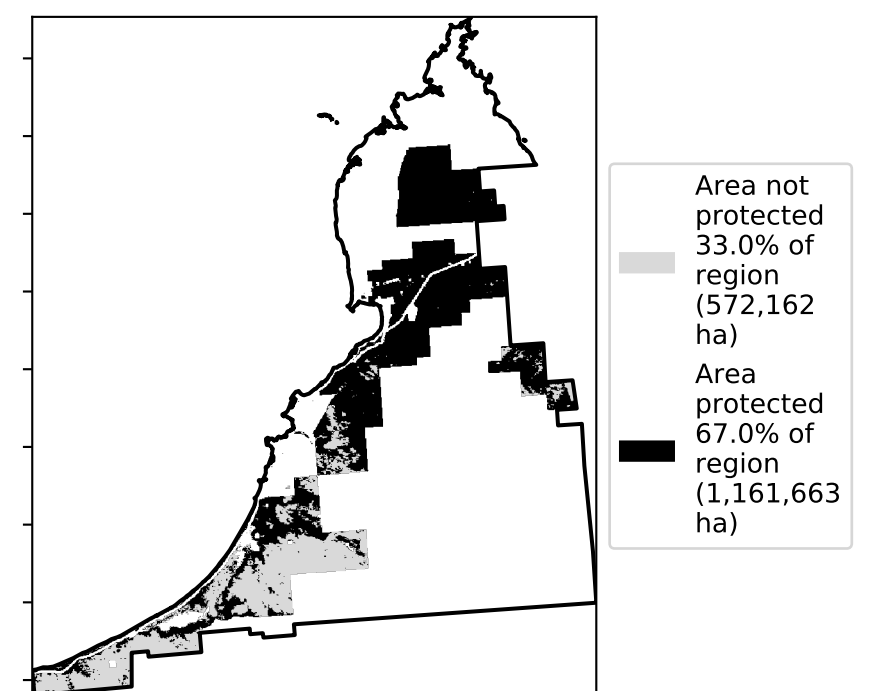 Area not
protected
33.0% of
region
(572,162
ha)
Area
protected
67.0% of
region
(1,161,663
ha)